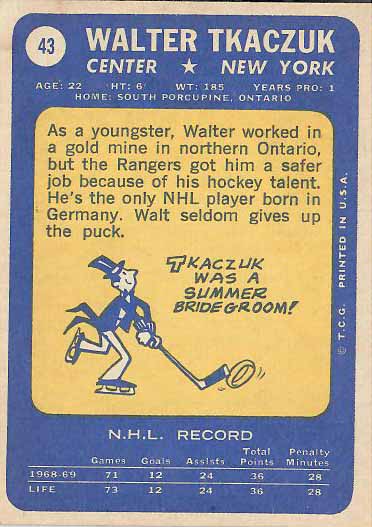 43
WALTER TKACZUK
CENTER ★ NEW YORK
AGE: 22 HT: 6 WT: 185 YEARS PRO: 1
HOME: SOUTH PORCUPINE, ONTARIO
As a youngster, Walter worked in
a gold mine in northern Ontario,
but the Rangers got him a safer
job because of his hockey talent.
He's the only NHL player born in
Germany. Walt seldom gives up
the puck.
TKACZUK
WAS A
SUMMER
BRIDEGROOM!
© T.C.G. PRINTED IN U.S.A.
N.H.L. RECORD
Games Goals Assists Total Points Penalty Minutes
1968-69 71 12 24 36 28
LIFE 73 12 24 36 28